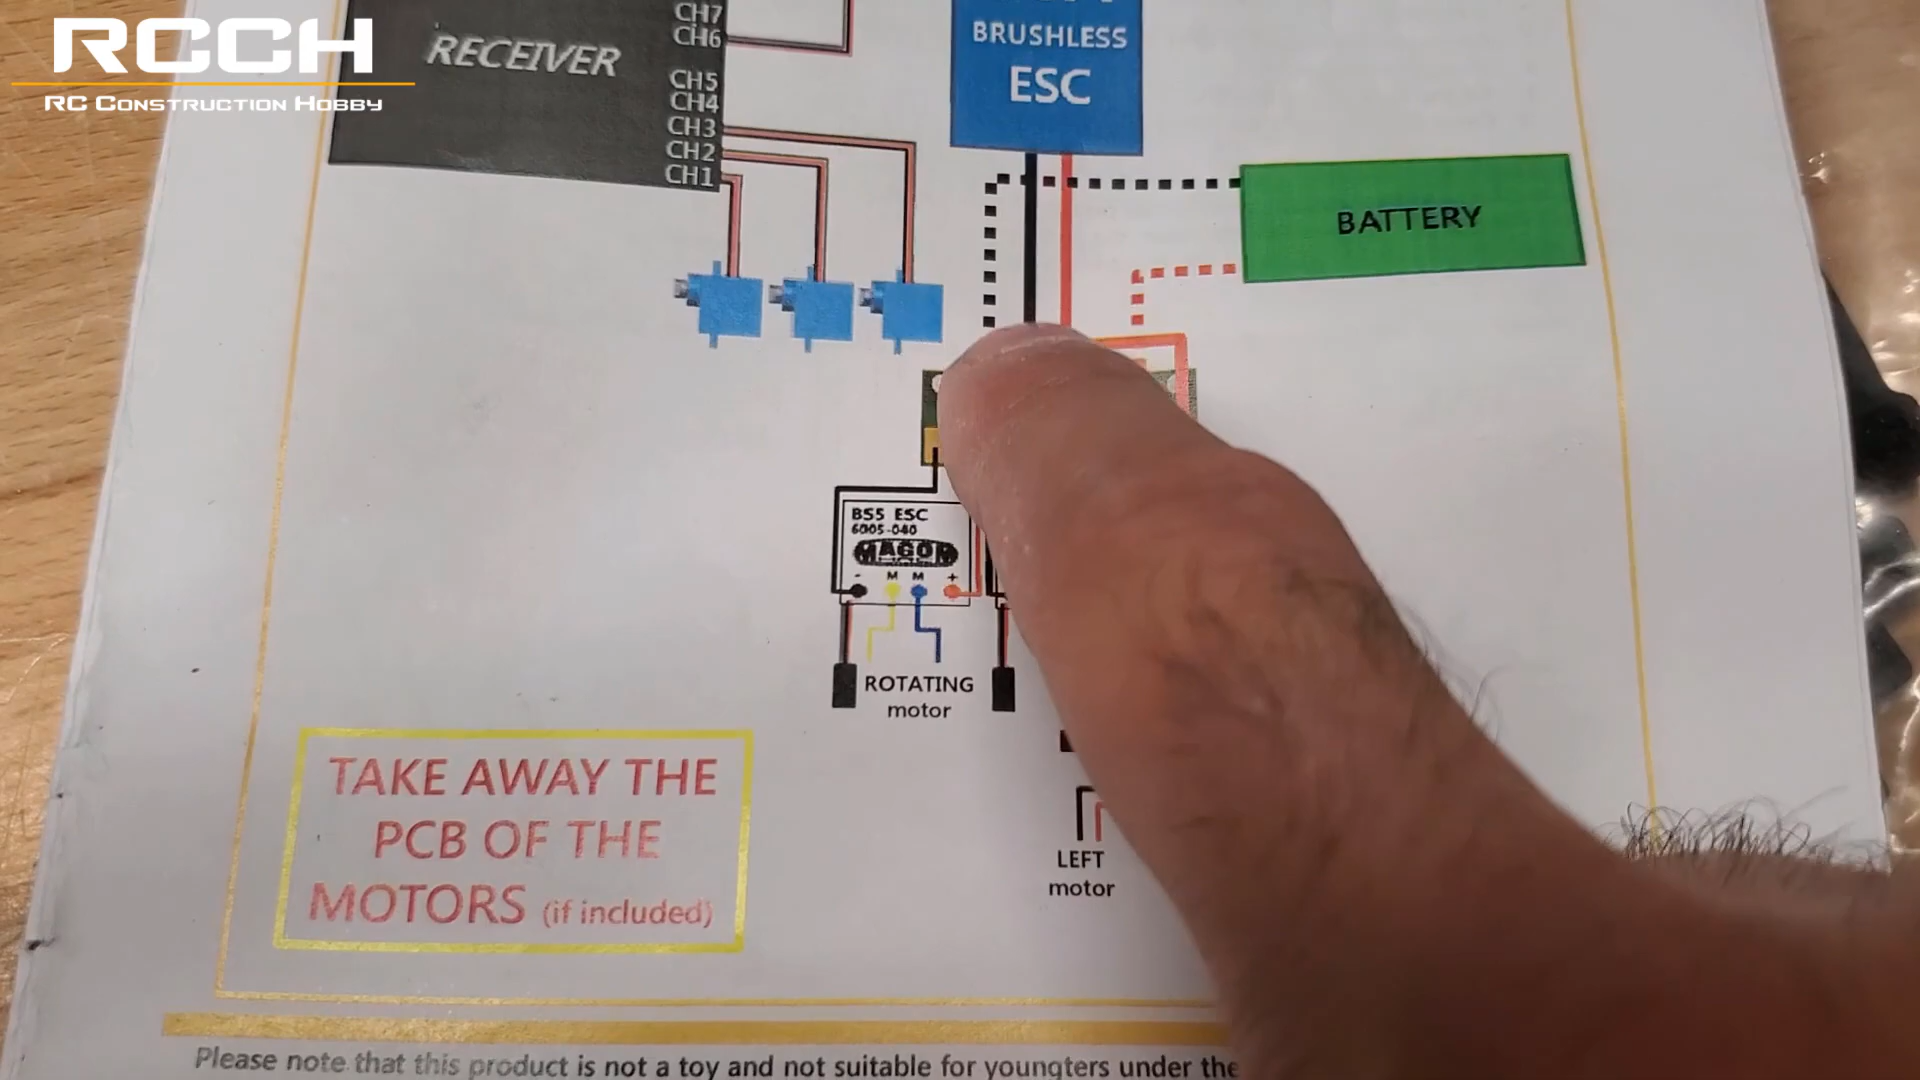 RCCH
RC CONSTRUCTION HOBBY
RECEIVER
CH7
CH6
CH5
CH4
CH3
CH2
CH1
BRUSHLESS
ESC
BATTERY
BS5 ESC
6005-040
MAGOM
- M M +
ROTATING
motor
LEFT
motor
TAKE AWAY THE
PCB OF THE
MOTORS (if included)
Please note that this product is not a toy and not suitable for youngters under the